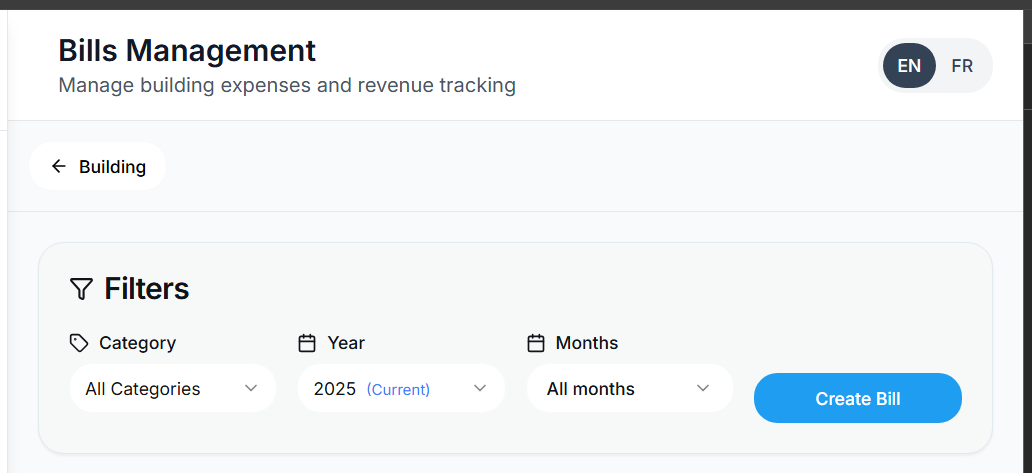 Bills Management
Manage building expenses and revenue tracking
EN FR
Building
Filters
Category Year Months
All Categories 2025 (Current) All months
Create Bill